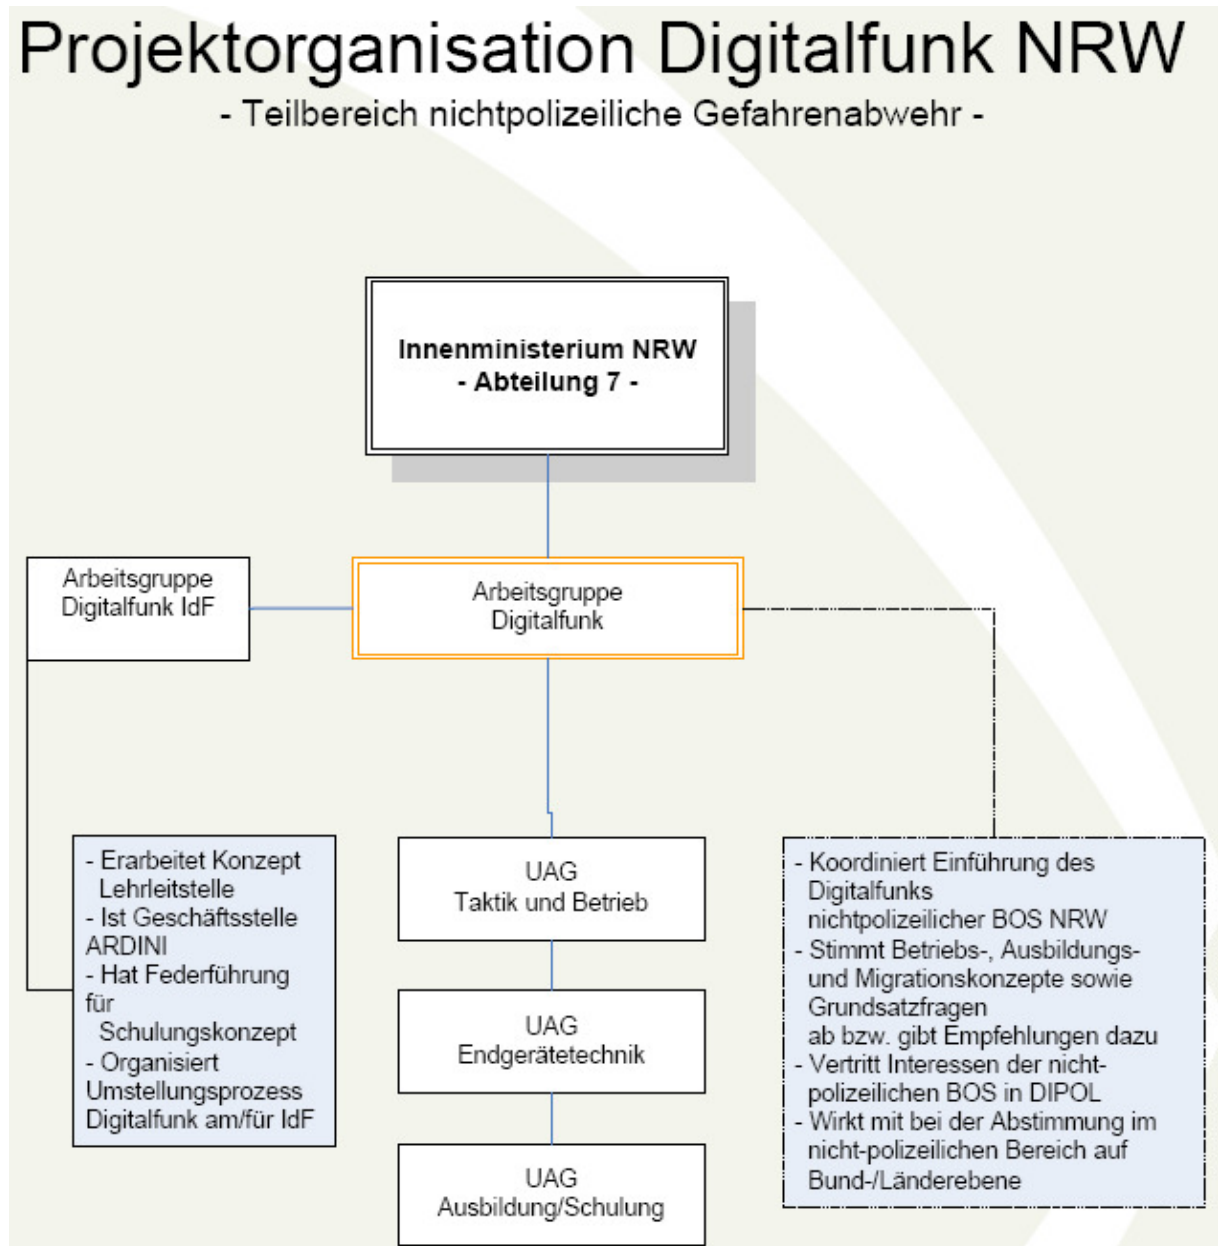 Projektorganisation Digitalfunk NRW
- Teilbereich nichtpolizeiliche Gefahrenabwehr -
Innenministerium NRW
- Abteilung 7 -
Arbeitsgruppe
Digitalfunk IdF
Arbeitsgruppe
Digitalfunk
- Erarbeitet Konzept
Lehrleitstelle
- Ist Geschäftsstelle
ARDINI
- Hat Federführung
für
Schulungskonzept
- Organisiert
Umstellungsprozess
Digitalfunk am/für IdF
UAG
Taktik und Betrieb
UAG
Endgerätetechnik
UAG
Ausbildung/Schulung
- Koordiniert Einführung des
Digitalfunks
nichtpolizeilicher BOS NRW
- Stimmt Betriebs-, Ausbildungs-
und Migrationskonzepte sowie
Grundsatzfragen
ab bzw. gibt Empfehlungen dazu
- Vertritt Interessen der nicht-
polizeilichen BOS in DIPOL
- Wirkt mit bei der Abstimmung im
nicht-polizeilichen Bereich auf
Bund-/Länderebene